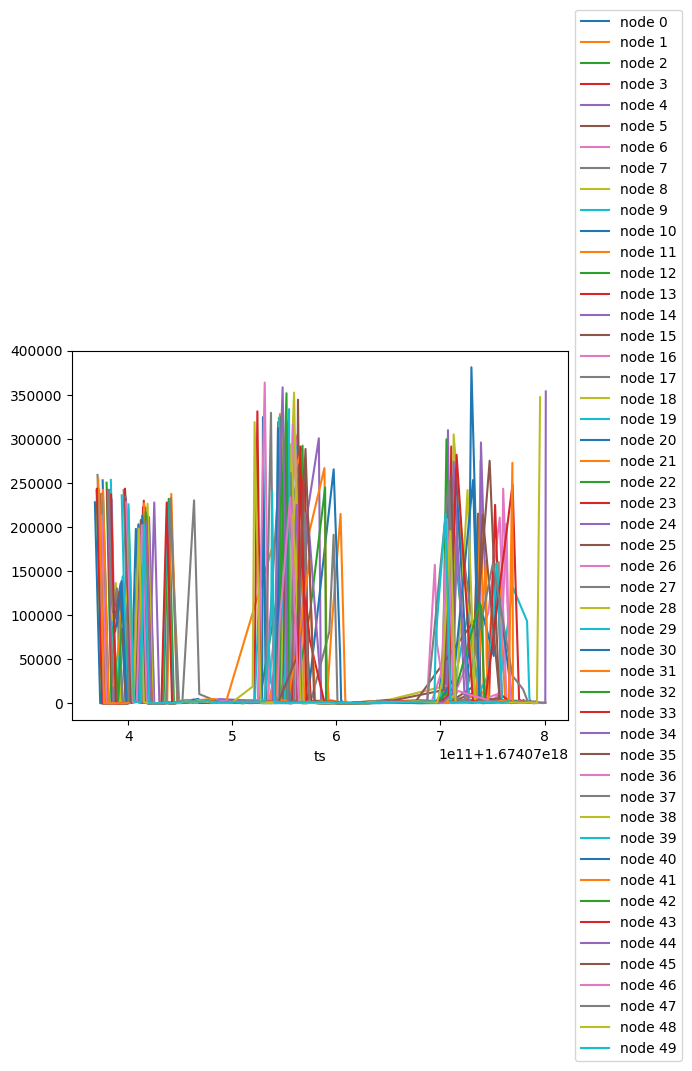 400000
350000
300000
250000
200000
150000
100000
50000
0
4 5 6 7 8
ts
1e11+1.67407e18
node 0
node 1
node 2
node 3
node 4
node 5
node 6
node 7
node 8
node 9
node 10
node 11
node 12
node 13
node 14
node 15
node 16
node 17
node 18
node 19
node 20
node 21
node 22
node 23
node 24
node 25
node 26
node 27
node 28
node 29
node 30
node 31
node 32
node 33
node 34
node 35
node 36
node 37
node 38
node 39
node 40
node 41
node 42
node 43
node 44
node 45
node 46
node 47
node 48
node 49